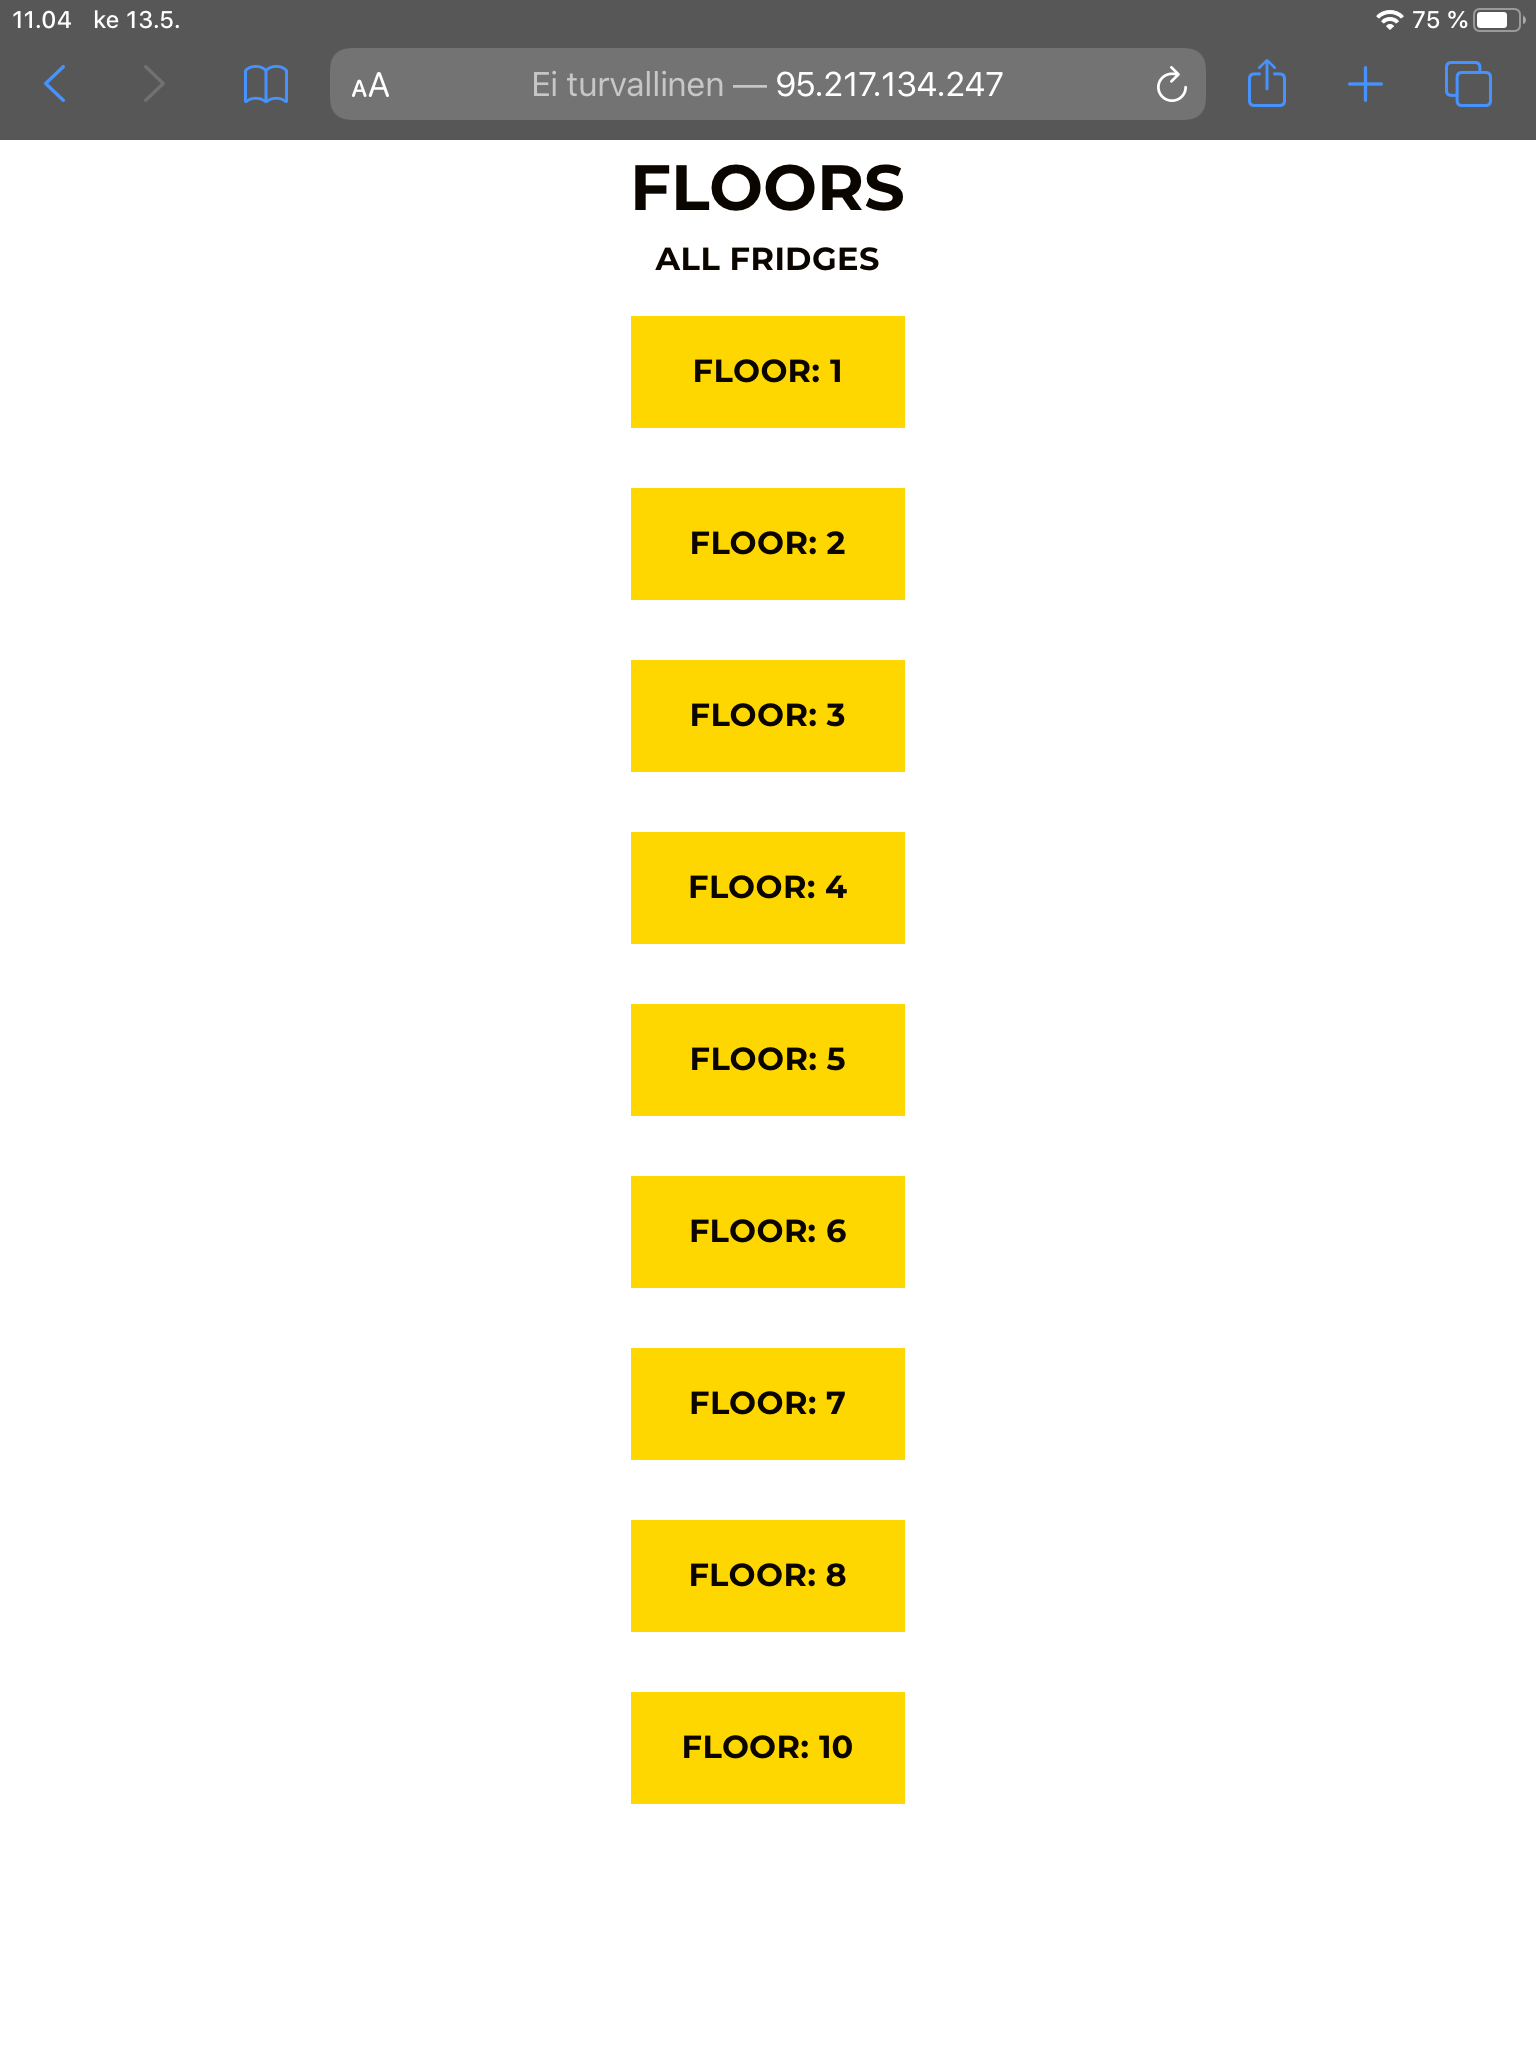 11.04 ke 13.5. 75 %
AA Ei turvallinen — 95.217.134.247
FLOORS
ALL FRIDGES
FLOOR: 1
FLOOR: 2
FLOOR: 3
FLOOR: 4
FLOOR: 5
FLOOR: 6
FLOOR: 7
FLOOR: 8
FLOOR: 10